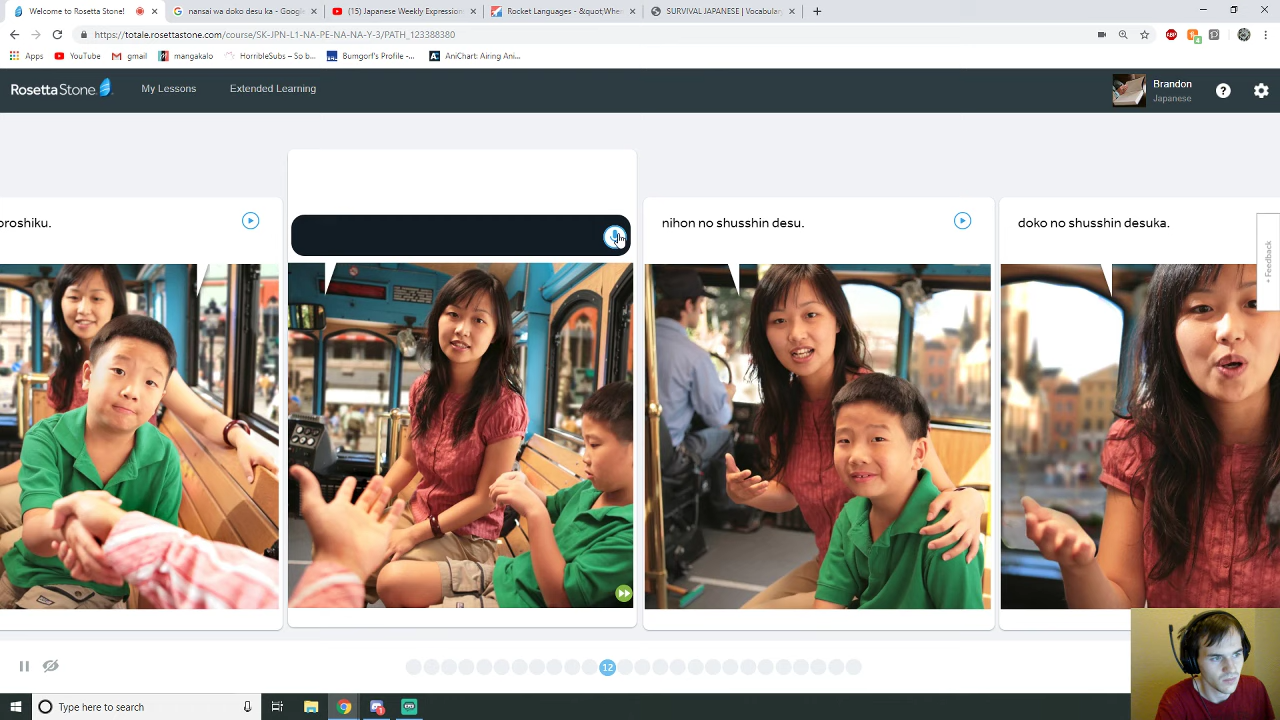 Welcome to Rosetta Stone!
nansai wa doko desu ka - Google
(15) Japanese Weekly Expression
Rocket Languages - &quot;Whe
SURVIVAL JAPANESE | Vocabular
https://totale.rosettastone.com/course/SK-JPN-L1-NA-PE-NA-NA-Y-3/PATH_123388380
Apps
YouTube
gmail
mangakalo
HorribleSubs – So b...
Bumgorf's Profile -...
AniChart: Airing Ani...
RosettaStone
My Lessons
Extended Learning
Brandon
Japanese
oroshiku.
nihon no shusshin desu.
doko no shusshin desuka.
+ Feedback
12
Type here to search